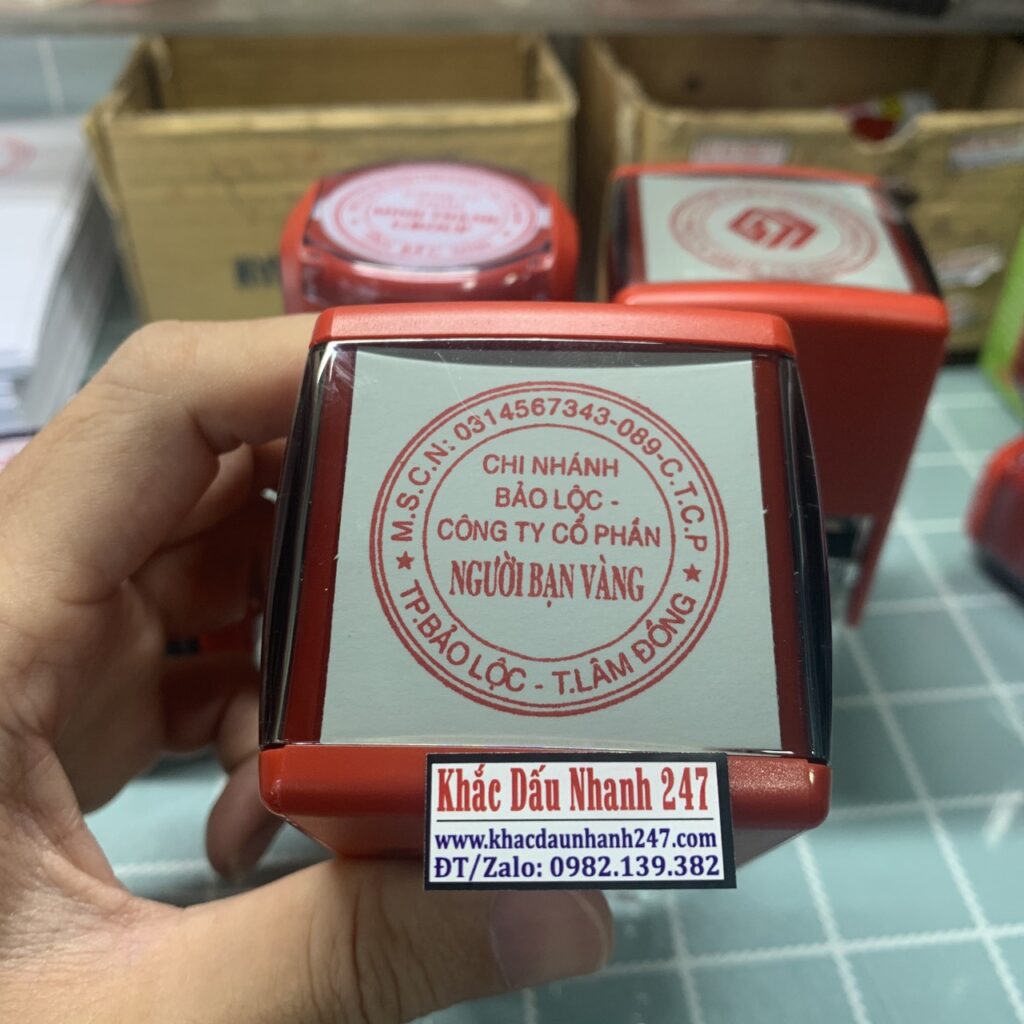 M.S.C.N: 0314567343-089-C.T.C.P
CHI NHÁNH
BẢO LỘC -
CÔNG TY CỔ PHẦN
NGƯỜI BẠN VÀNG
★ TP.BẢO LỘC - T.LÂM ĐỒNG ★
Khắc Dấu Nhanh 247
www.khacdaunhanh247.com
ĐT/Zalo: 0982.139.382